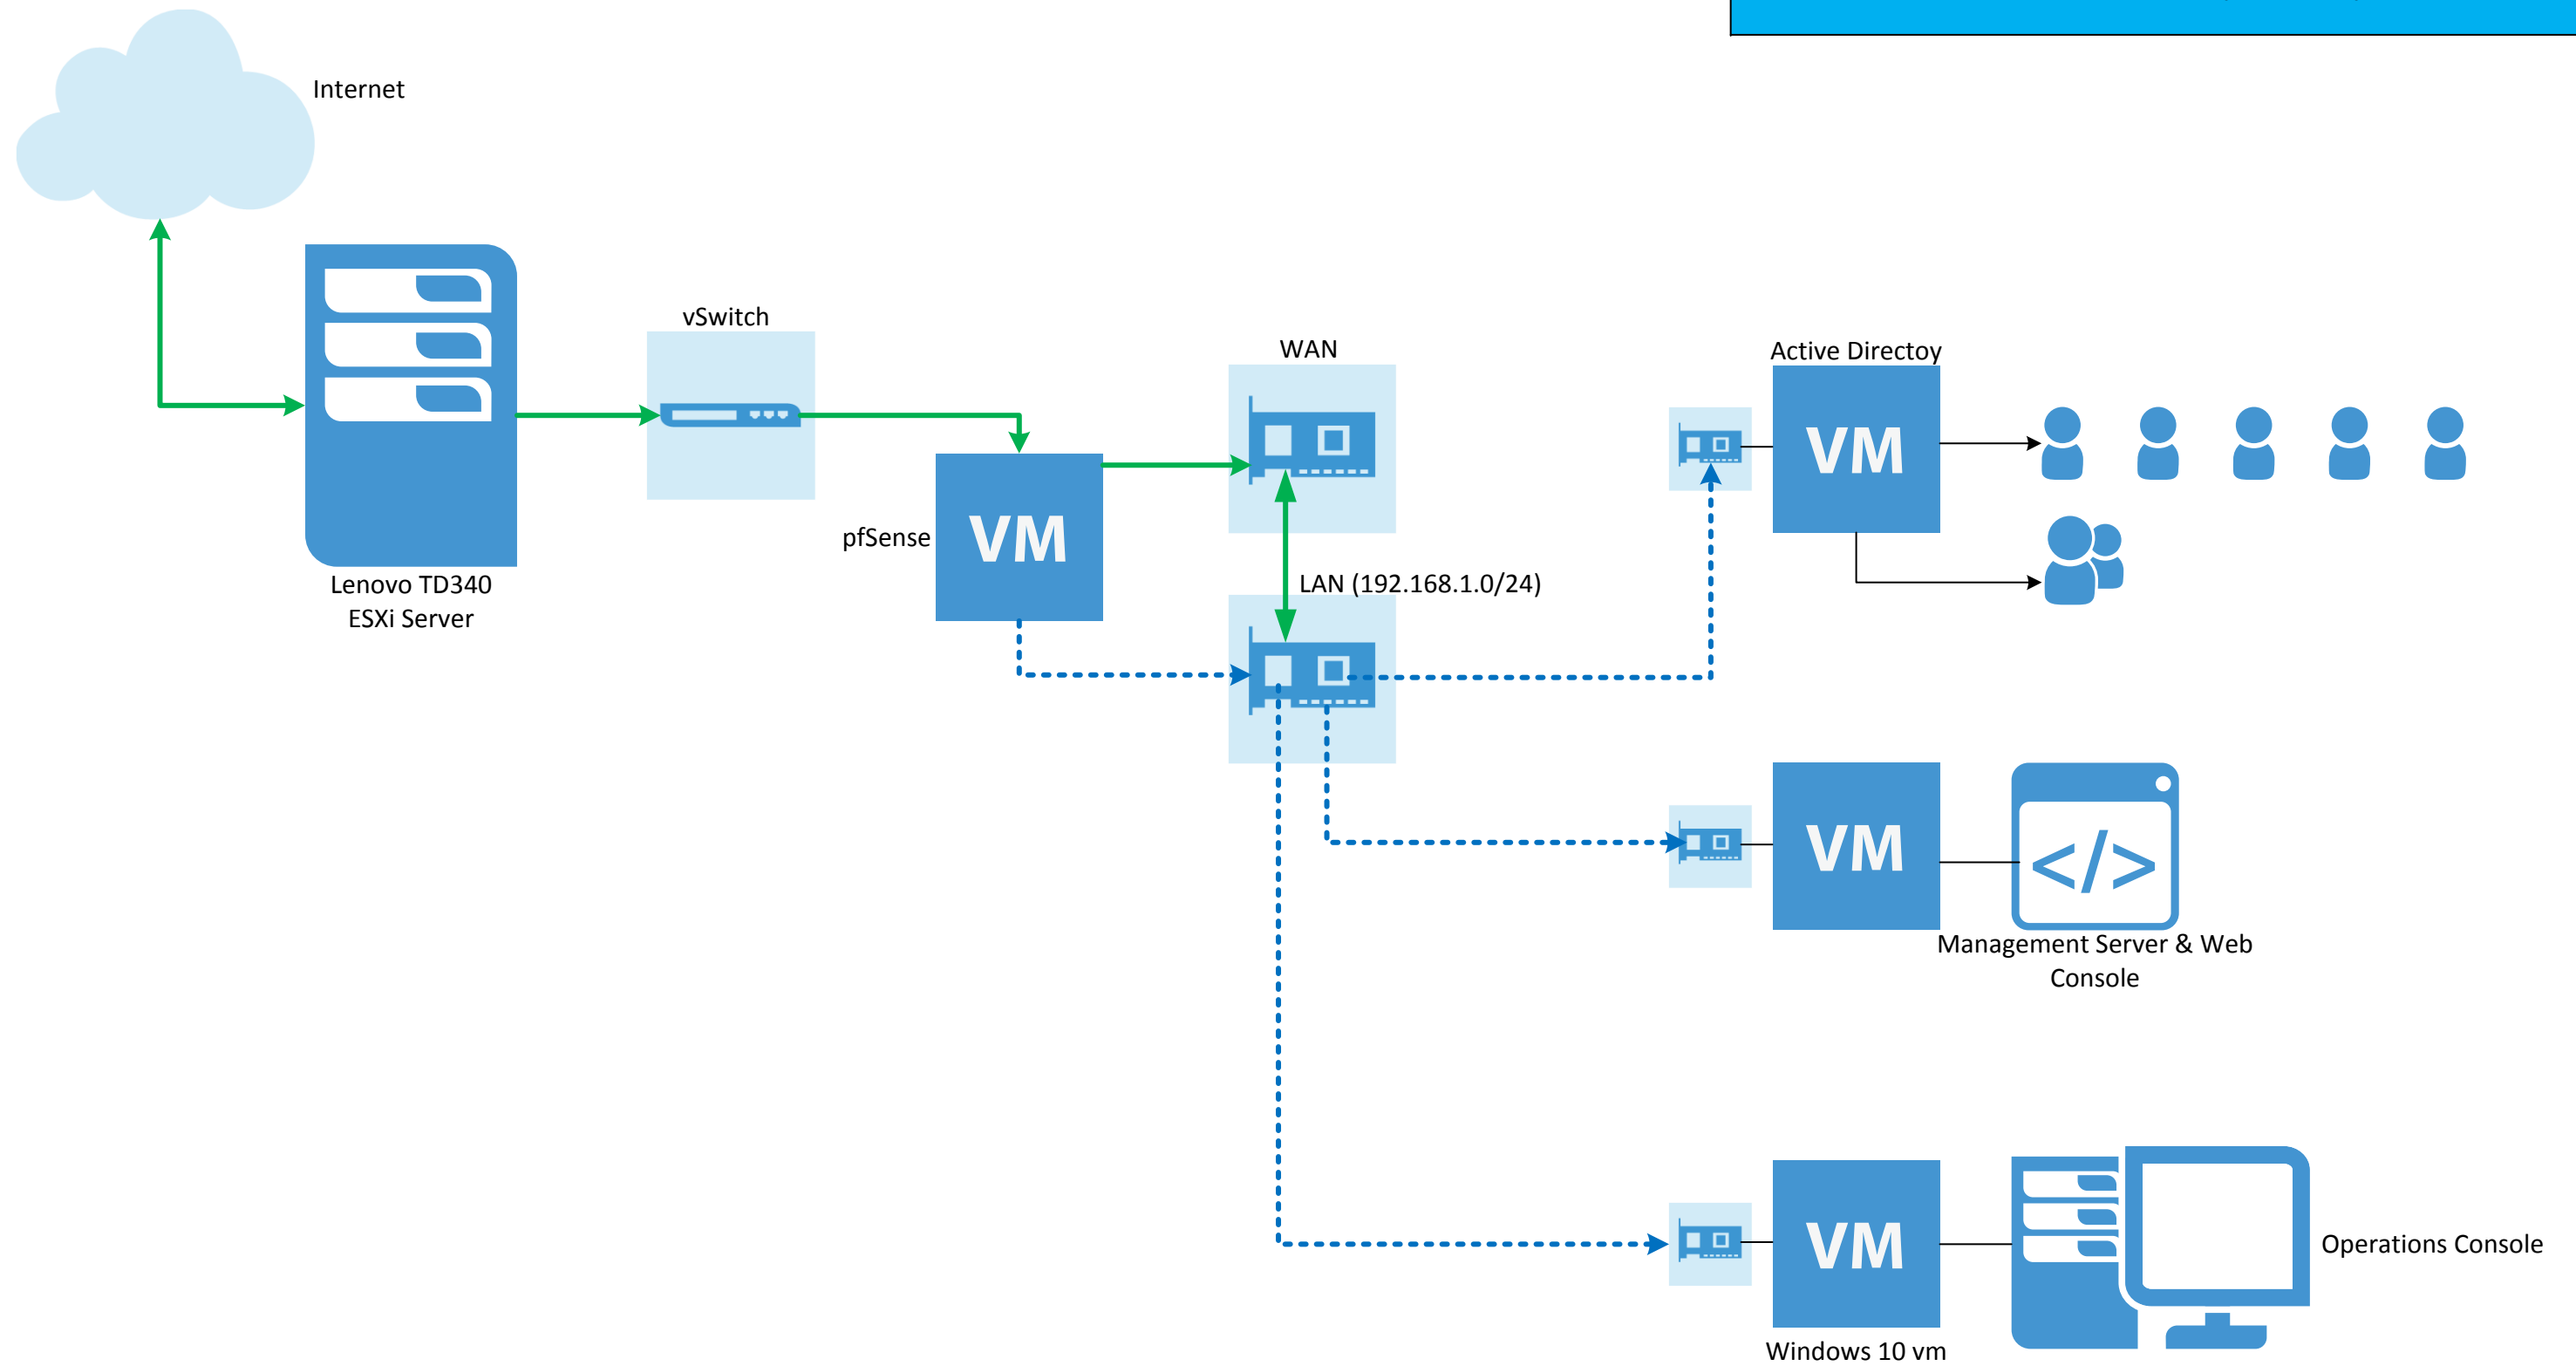 Internet
vSwitch
WAN
Active Directoy
VM
pfSense
VM
LAN (192.168.1.0/24)
Lenovo TD340
ESXi Server
VM
</>
Management Server & Web
Console
VM
Operations Console
Windows 10 vm